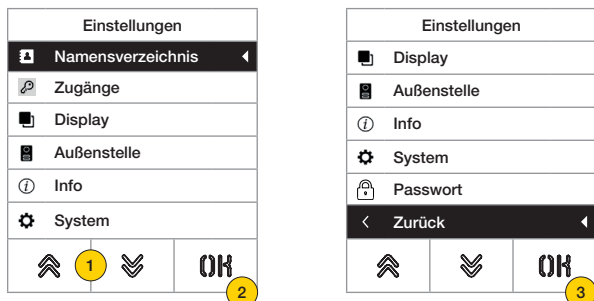 Einstellungen
Namensverzeichnis
Zugänge
Display
Außenstelle
Info
System
1
OK
2
Einstellungen
Display
Außenstelle
Info
System
Passwort
Zurück
OK
3